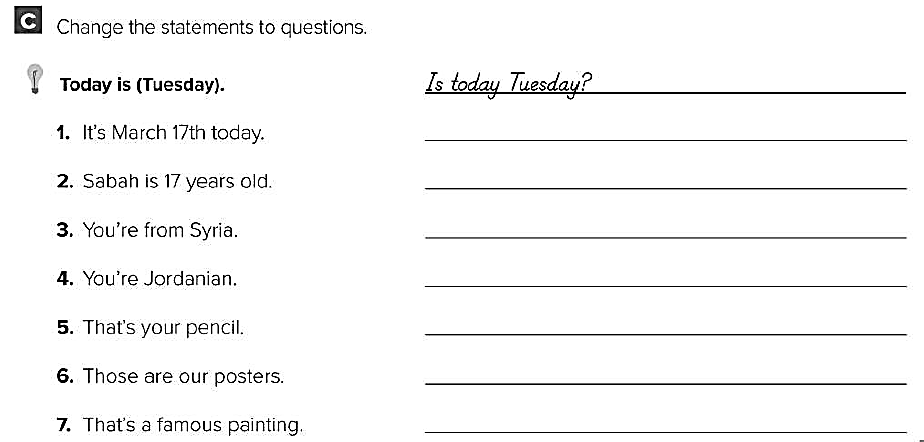 C Change the statements to questions.
Today is (Tuesday). Is today Tuesday?
1. It's March 17th today.
2. Sabah is 17 years old.
3. You're from Syria.
4. You're Jordanian.
5. That's your pencil.
6. Those are our posters.
7. That's a famous painting.